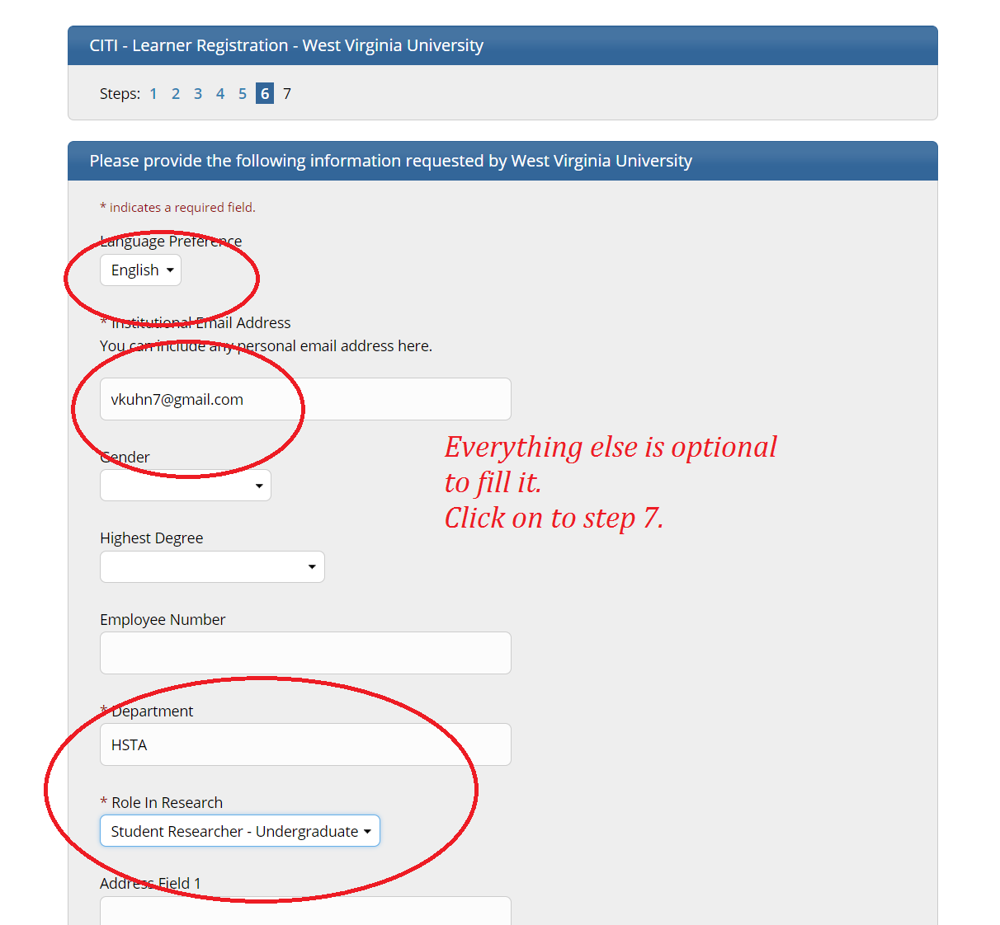 CITI - Learner Registration - West Virginia University
Steps: 1 2 3 4 5 6 7
Please provide the following information requested by West Virginia University
* indicates a required field.
Language Preference
English
* Institutional Email Address
You can include any personal email address here.
vkuhn7@gmail.com
Gender
Everything else is optional
to fill it.
Click on to step 7.
Highest Degree
Employee Number
* Department
HSTA
* Role In Research
Student Researcher - Undergraduate
Address Field 1